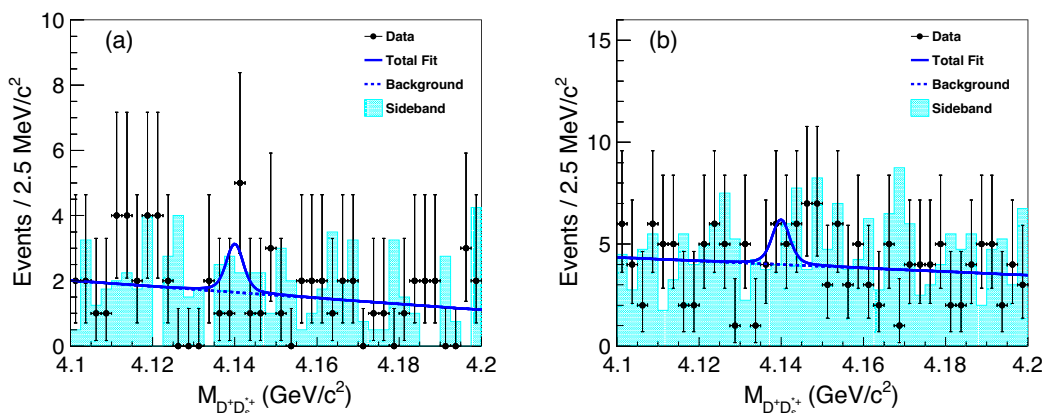 10
8
6
4
2
0
Events / 2.5 MeV/c²
(a)
Data
Total Fit
Background
Sideband
4.1 4.12 4.14 4.16 4.18 4.2
M_{D⁺D_s^{*+}} (GeV/c²)
15
10
5
0
Events / 2.5 MeV/c²
(b)
Data
Total Fit
Background
Sideband
4.1 4.12 4.14 4.16 4.18 4.2
M_{D⁺D_s^{*+}} (GeV/c²)